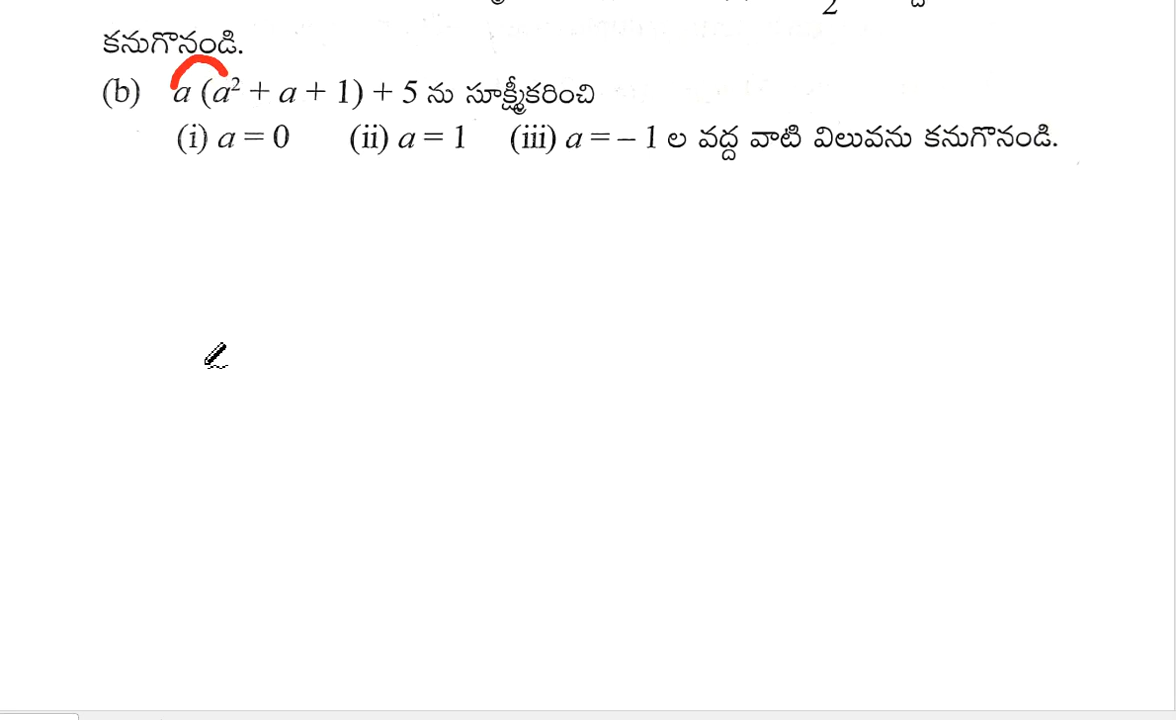 కనుగొనండి.
(b) a (a² + a + 1) + 5 ను సూక్ష్మీకరించి
(i) a = 0 (ii) a = 1 (iii) a = – 1 ల వద్ద వాటి విలువను కనుగొనండి.